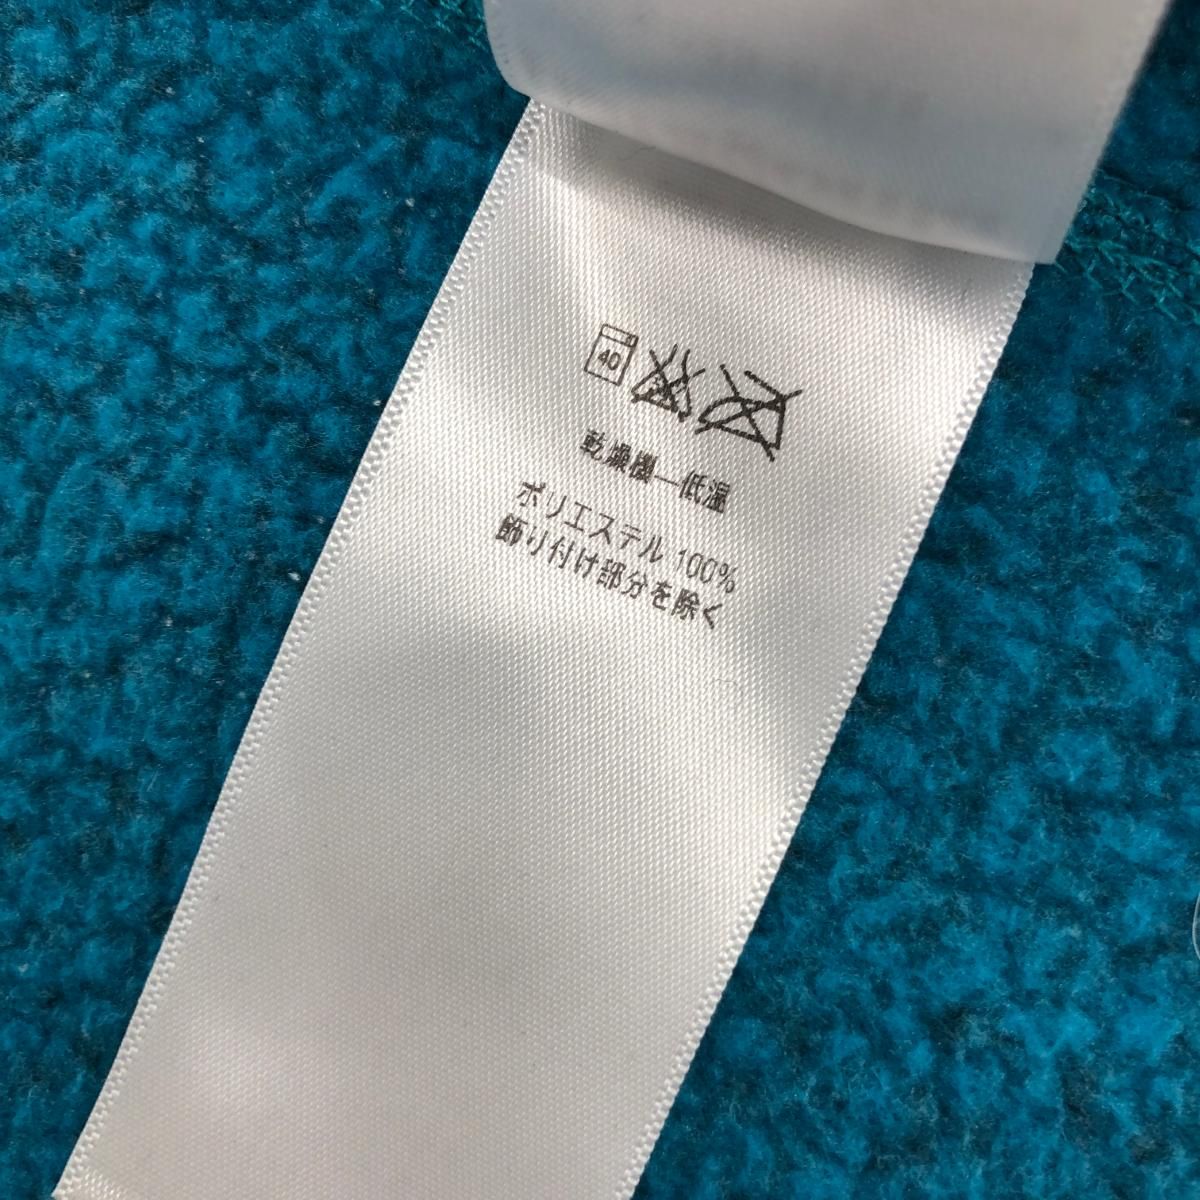 40
乾燥機—低温
ポリエステル 100%
飾り付け部分を除く